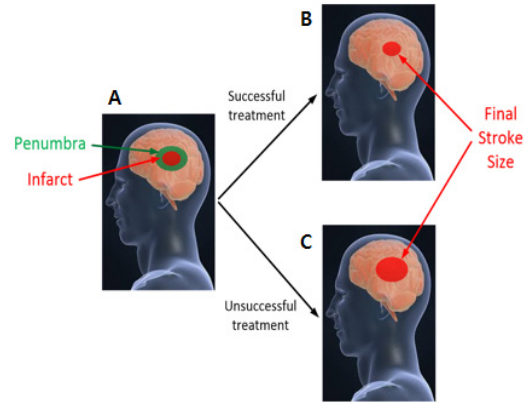 A
Penumbra
Infarct
Successful
treatment
Unsuccessful
treatment
B
C
Final
Stroke
Size